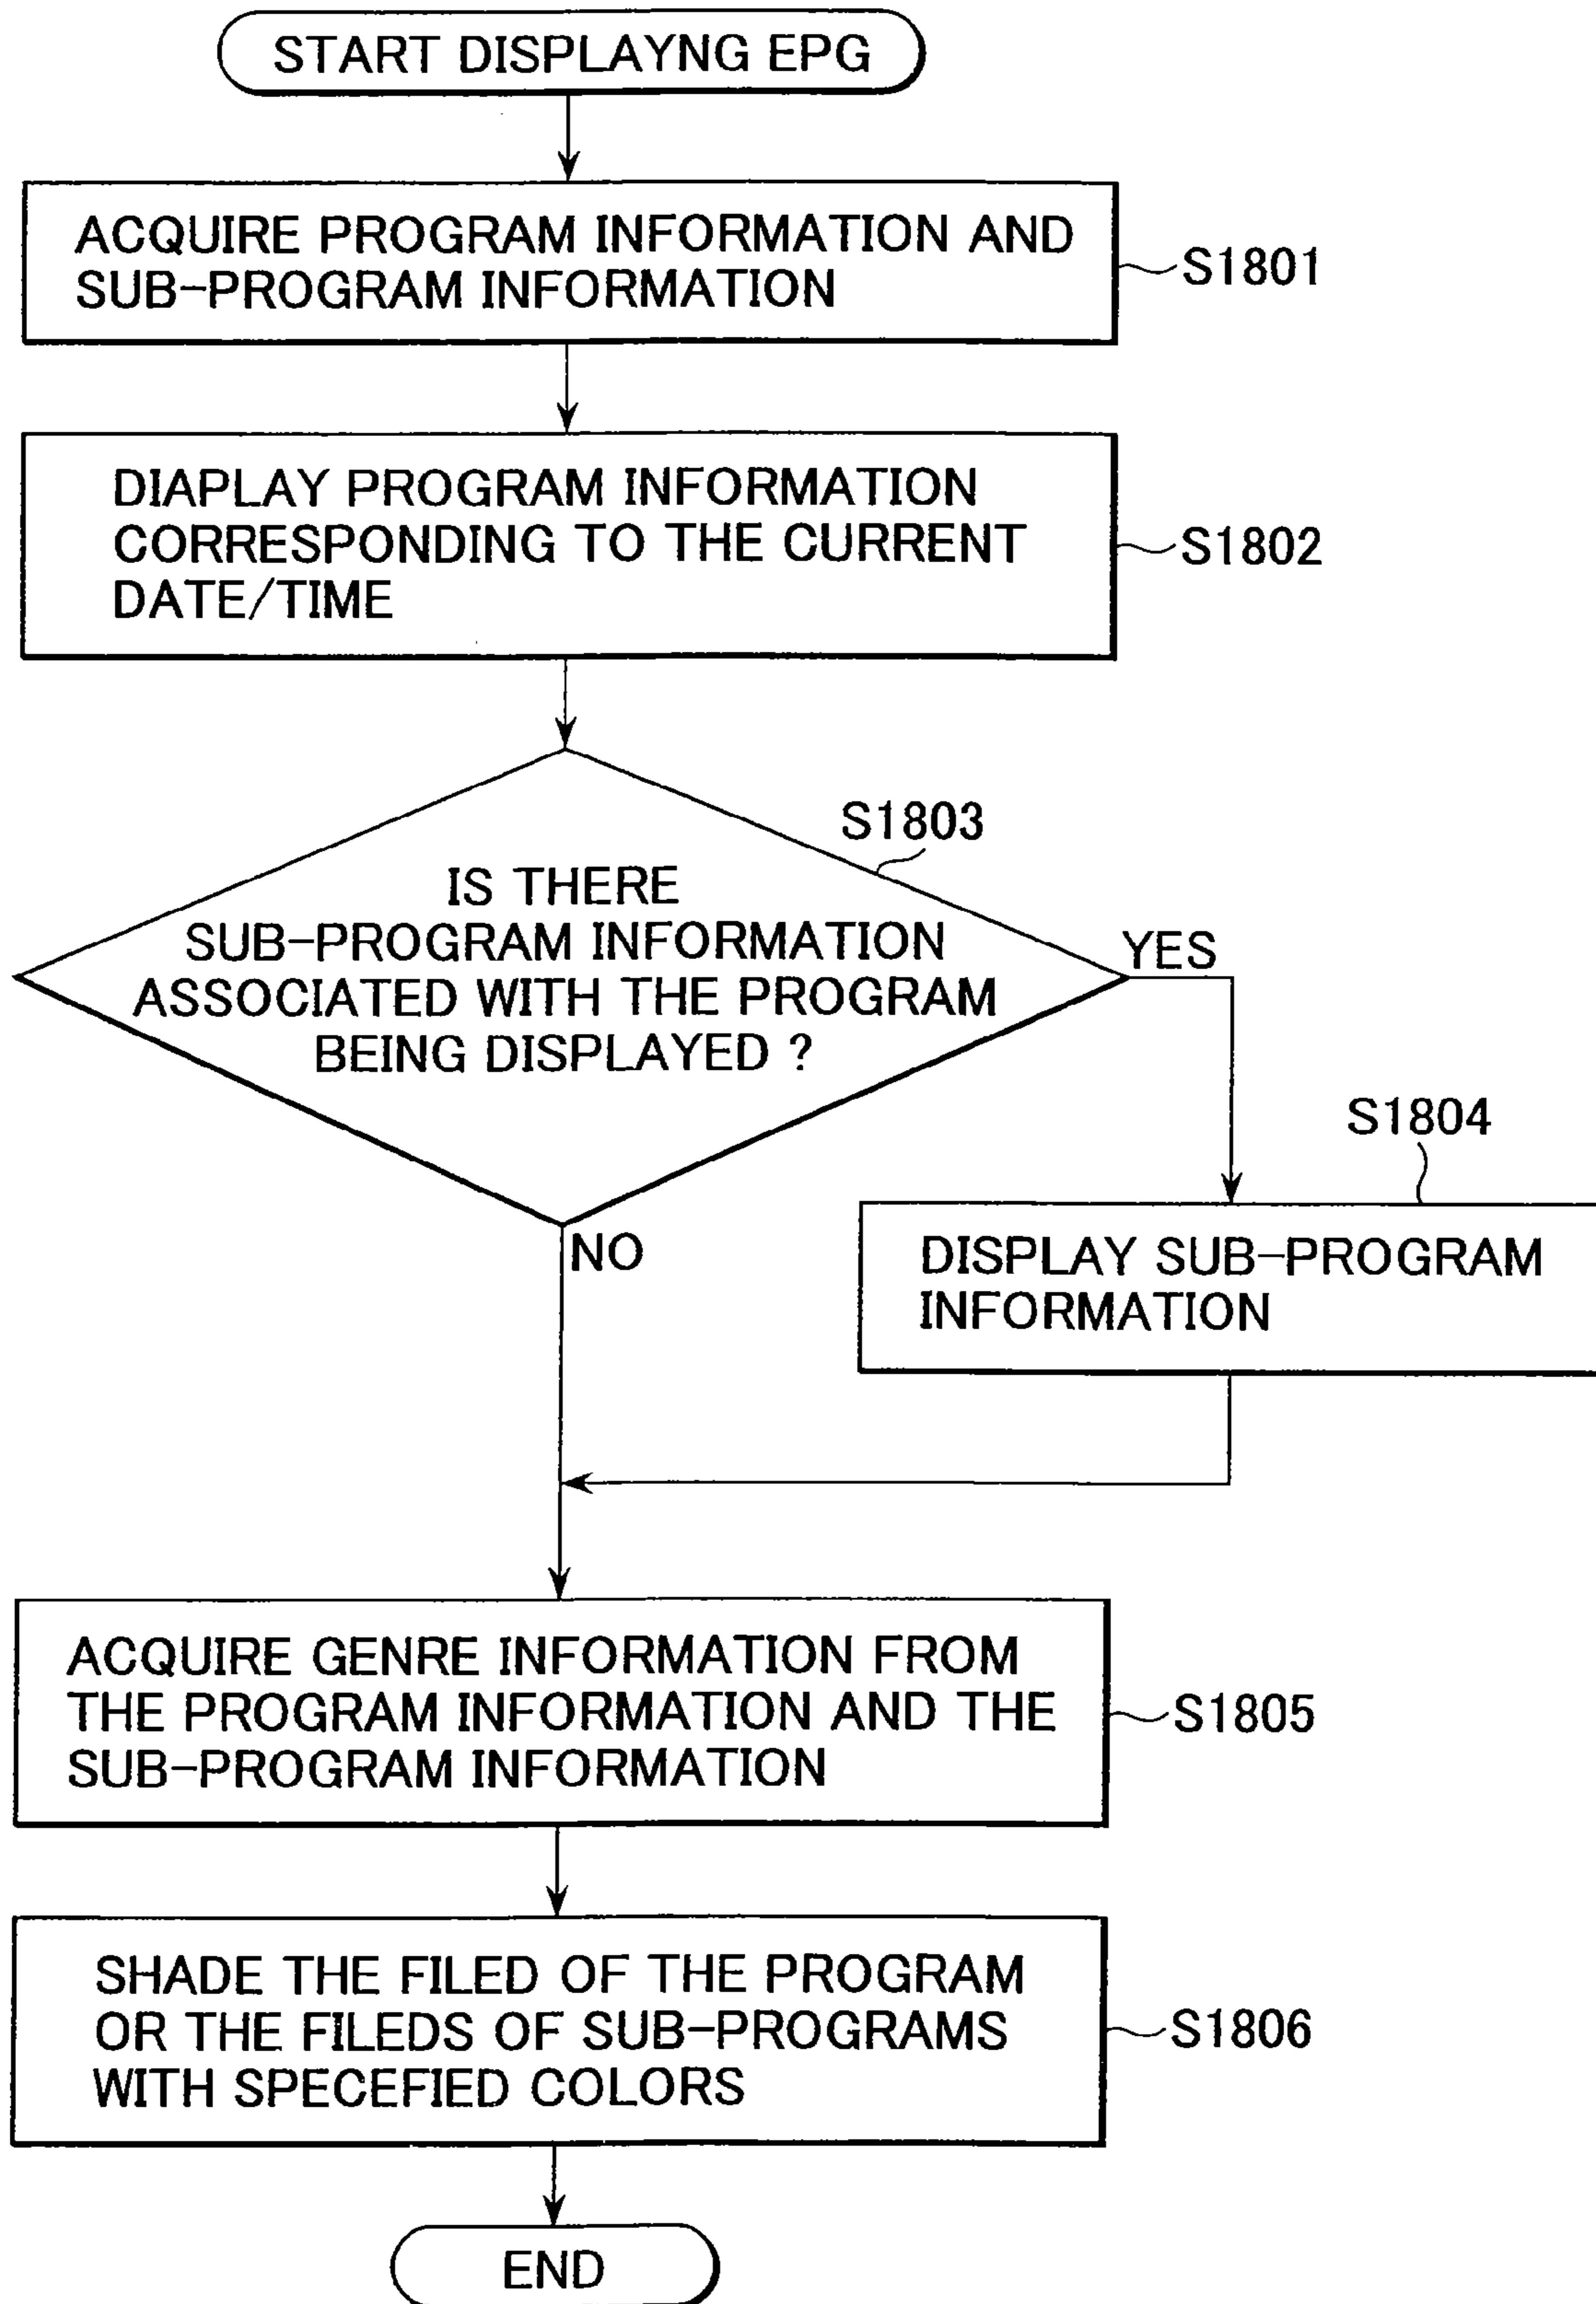 START DISPLAYNG EPG
ACQUIRE PROGRAM INFORMATION AND
SUB-PROGRAM INFORMATION
S1801
DIAPLAY PROGRAM INFORMATION
CORRESPONDING TO THE CURRENT
DATE/TIME
S1802
S1803
IS THERE
SUB-PROGRAM INFORMATION
ASSOCIATED WITH THE PROGRAM
BEING DISPLAYED ?
YES
S1804
NO
DISPLAY SUB-PROGRAM
INFORMATION
ACQUIRE GENRE INFORMATION FROM
THE PROGRAM INFORMATION AND THE
SUB-PROGRAM INFORMATION
S1805
SHADE THE FILED OF THE PROGRAM
OR THE FILEDS OF SUB-PROGRAMS
WITH SPECEFIED COLORS
S1806
END